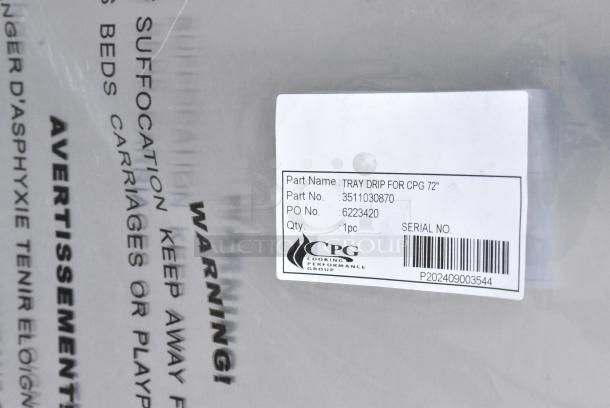 Part Name : TRAY DRIP FOR CPG 72"
Part No. : 3511030870
PO No. : 6223420
Qty. : 1pc SERIAL NO
CPG
COOKING
PERFORMANCE
GROUP
P202409003544
WARNING!
SUFFOCATION KEEP AWAY F
BEDS CARRIAGES OR PLAYP
AVERTISSEMENT!
NGER D'ASPHYXIE TENIR ELOIGN